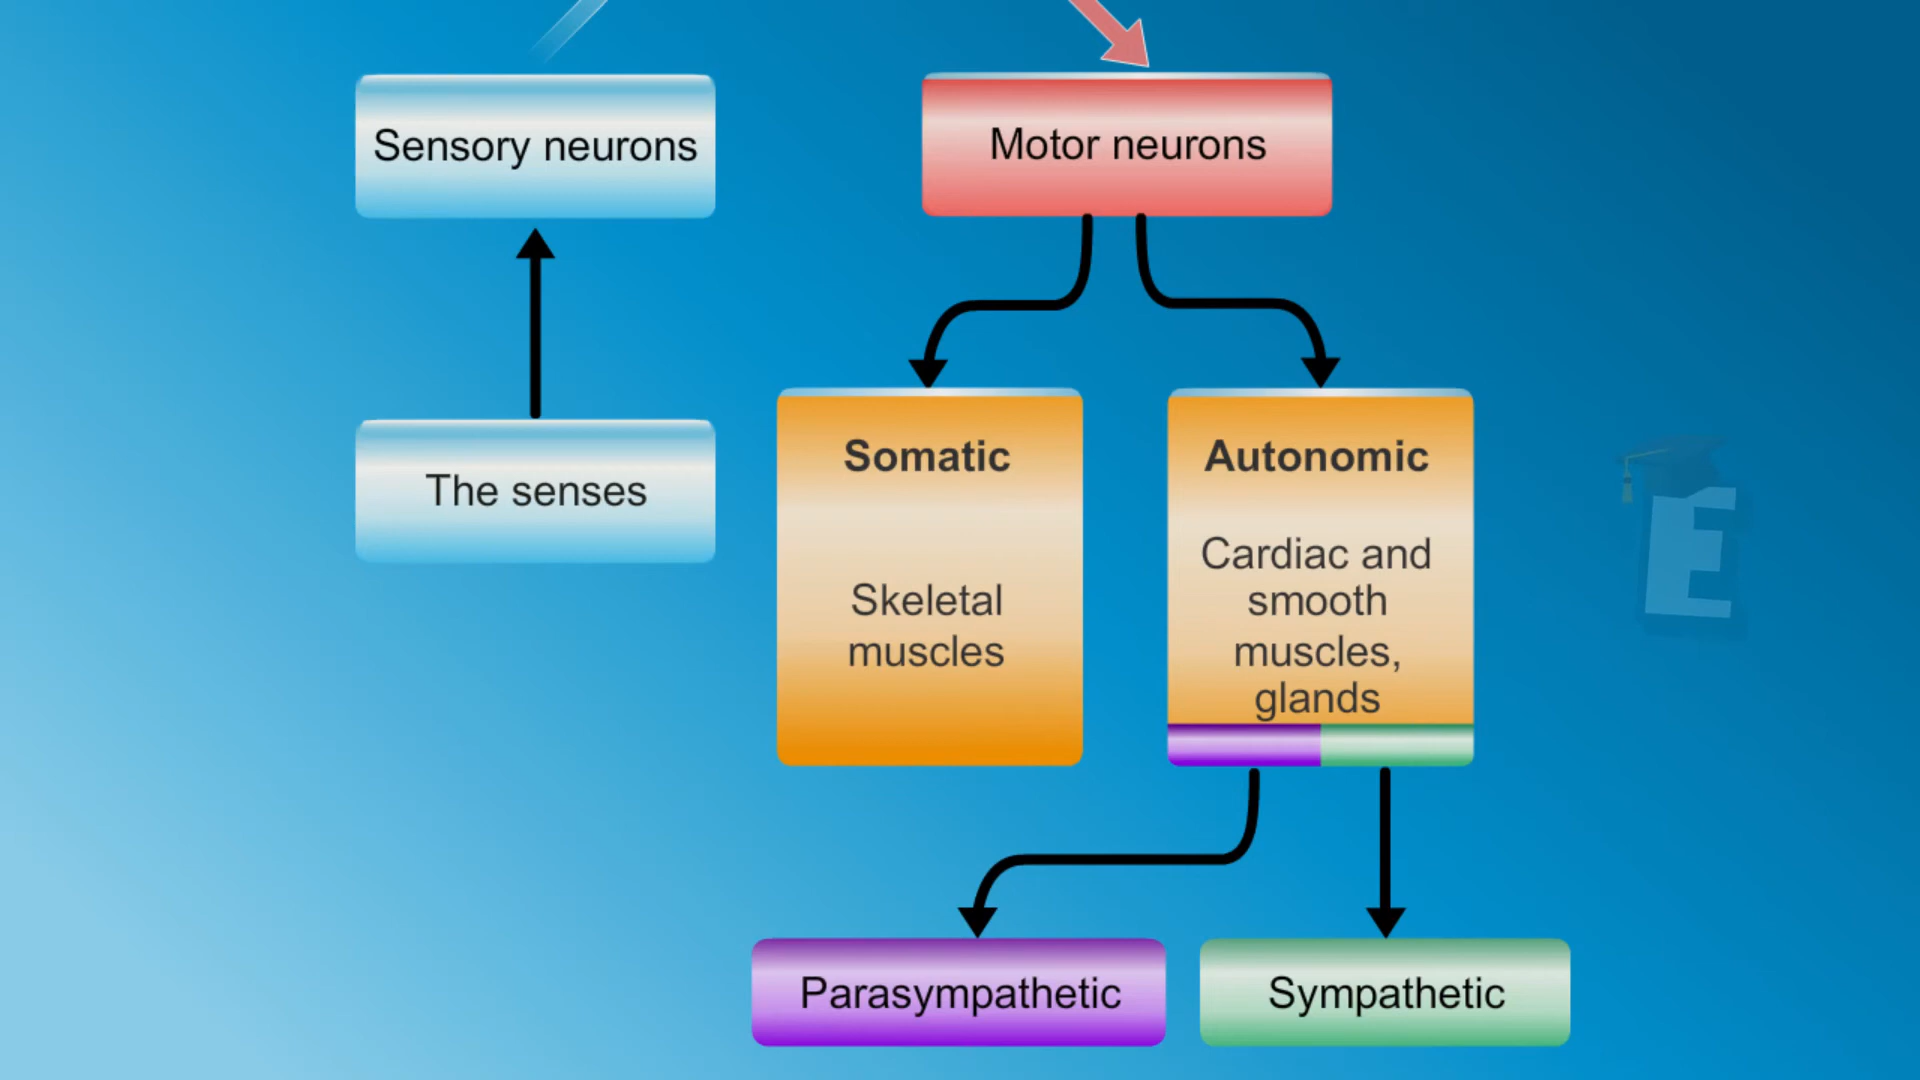 Sensory neurons
Motor neurons
The senses
Somatic
Skeletal
muscles
Autonomic
Cardiac and
smooth
muscles,
glands
Parasympathetic
Sympathetic
E